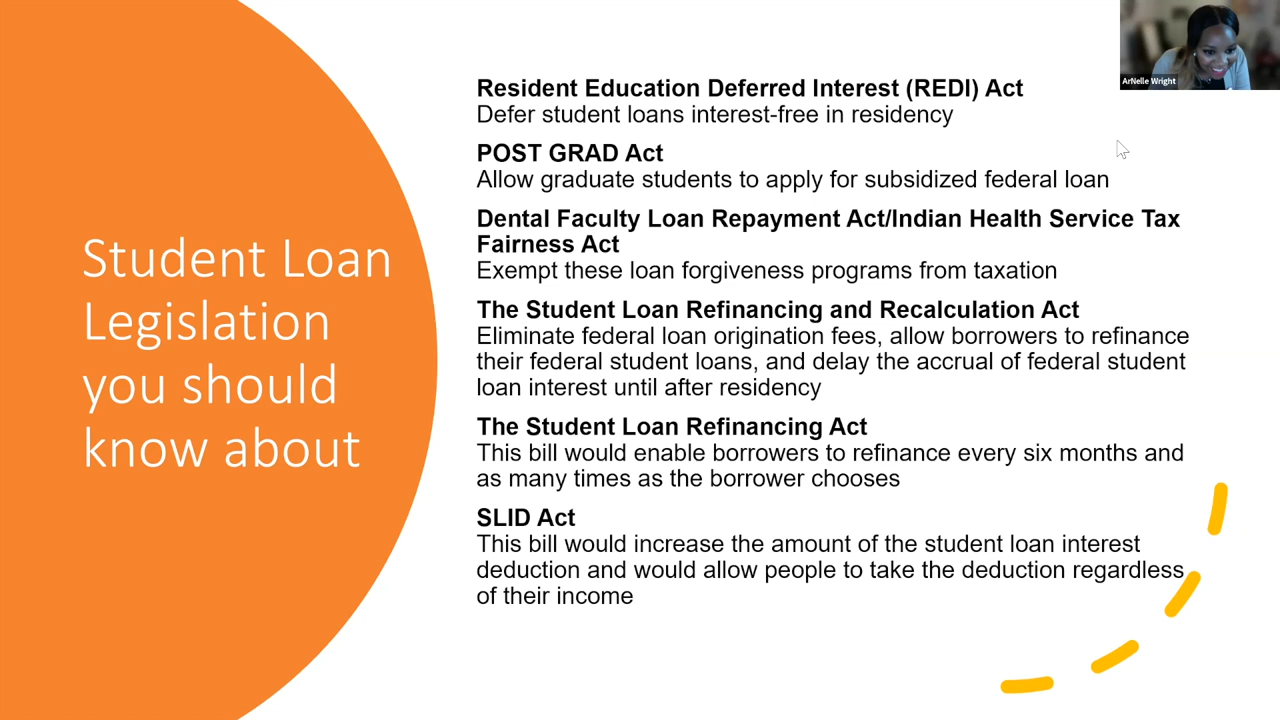 Student Loan
Legislation
you should
know about
Resident Education Deferred Interest (REDI) Act
Defer student loans interest-free in residency
POST GRAD Act
Allow graduate students to apply for subsidized federal loan
Dental Faculty Loan Repayment Act/Indian Health Service Tax
Fairness Act
Exempt these loan forgiveness programs from taxation
The Student Loan Refinancing and Recalculation Act
Eliminate federal loan origination fees, allow borrowers to refinance
their federal student loans, and delay the accrual of federal student
loan interest until after residency
The Student Loan Refinancing Act
This bill would enable borrowers to refinance every six months and
as many times as the borrower chooses
SLID Act
This bill would increase the amount of the student loan interest
deduction and would allow people to take the deduction regardless
of their income
ArNelle Wright